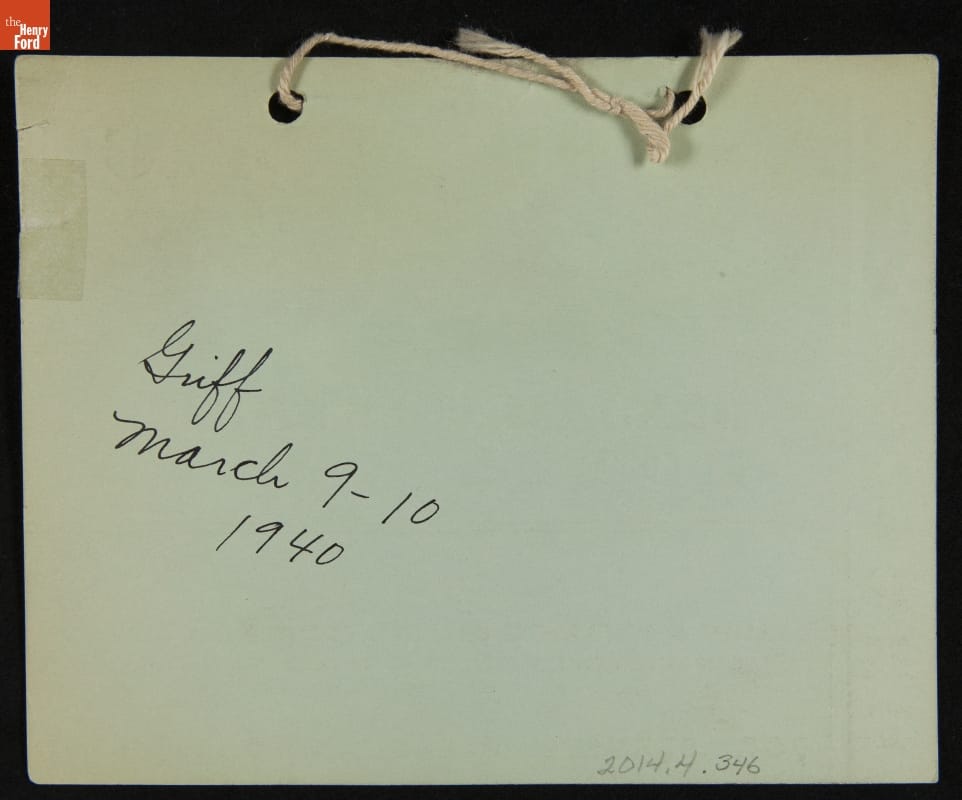 the
Henry
Ford
Griff
March 9-10
1940
2014.4.346